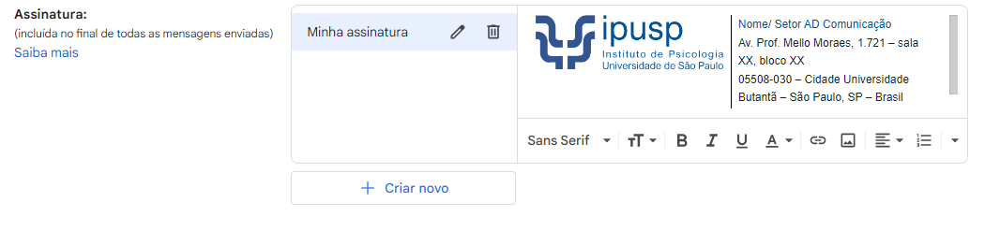 Assinatura:
(incluída no final de todas as mensagens enviadas)
Saiba mais
Minha assinatura
ipusp
Instituto de Psicologia
Universidade de São Paulo
Nome/ Setor AD Comunicação
Av. Prof. Mello Moraes, 1.721 – sala
XX, bloco XX
05508-030 – Cidade Universidade
Butantã – São Paulo, SP – Brasil
Sans Serif
B I U A
Criar novo